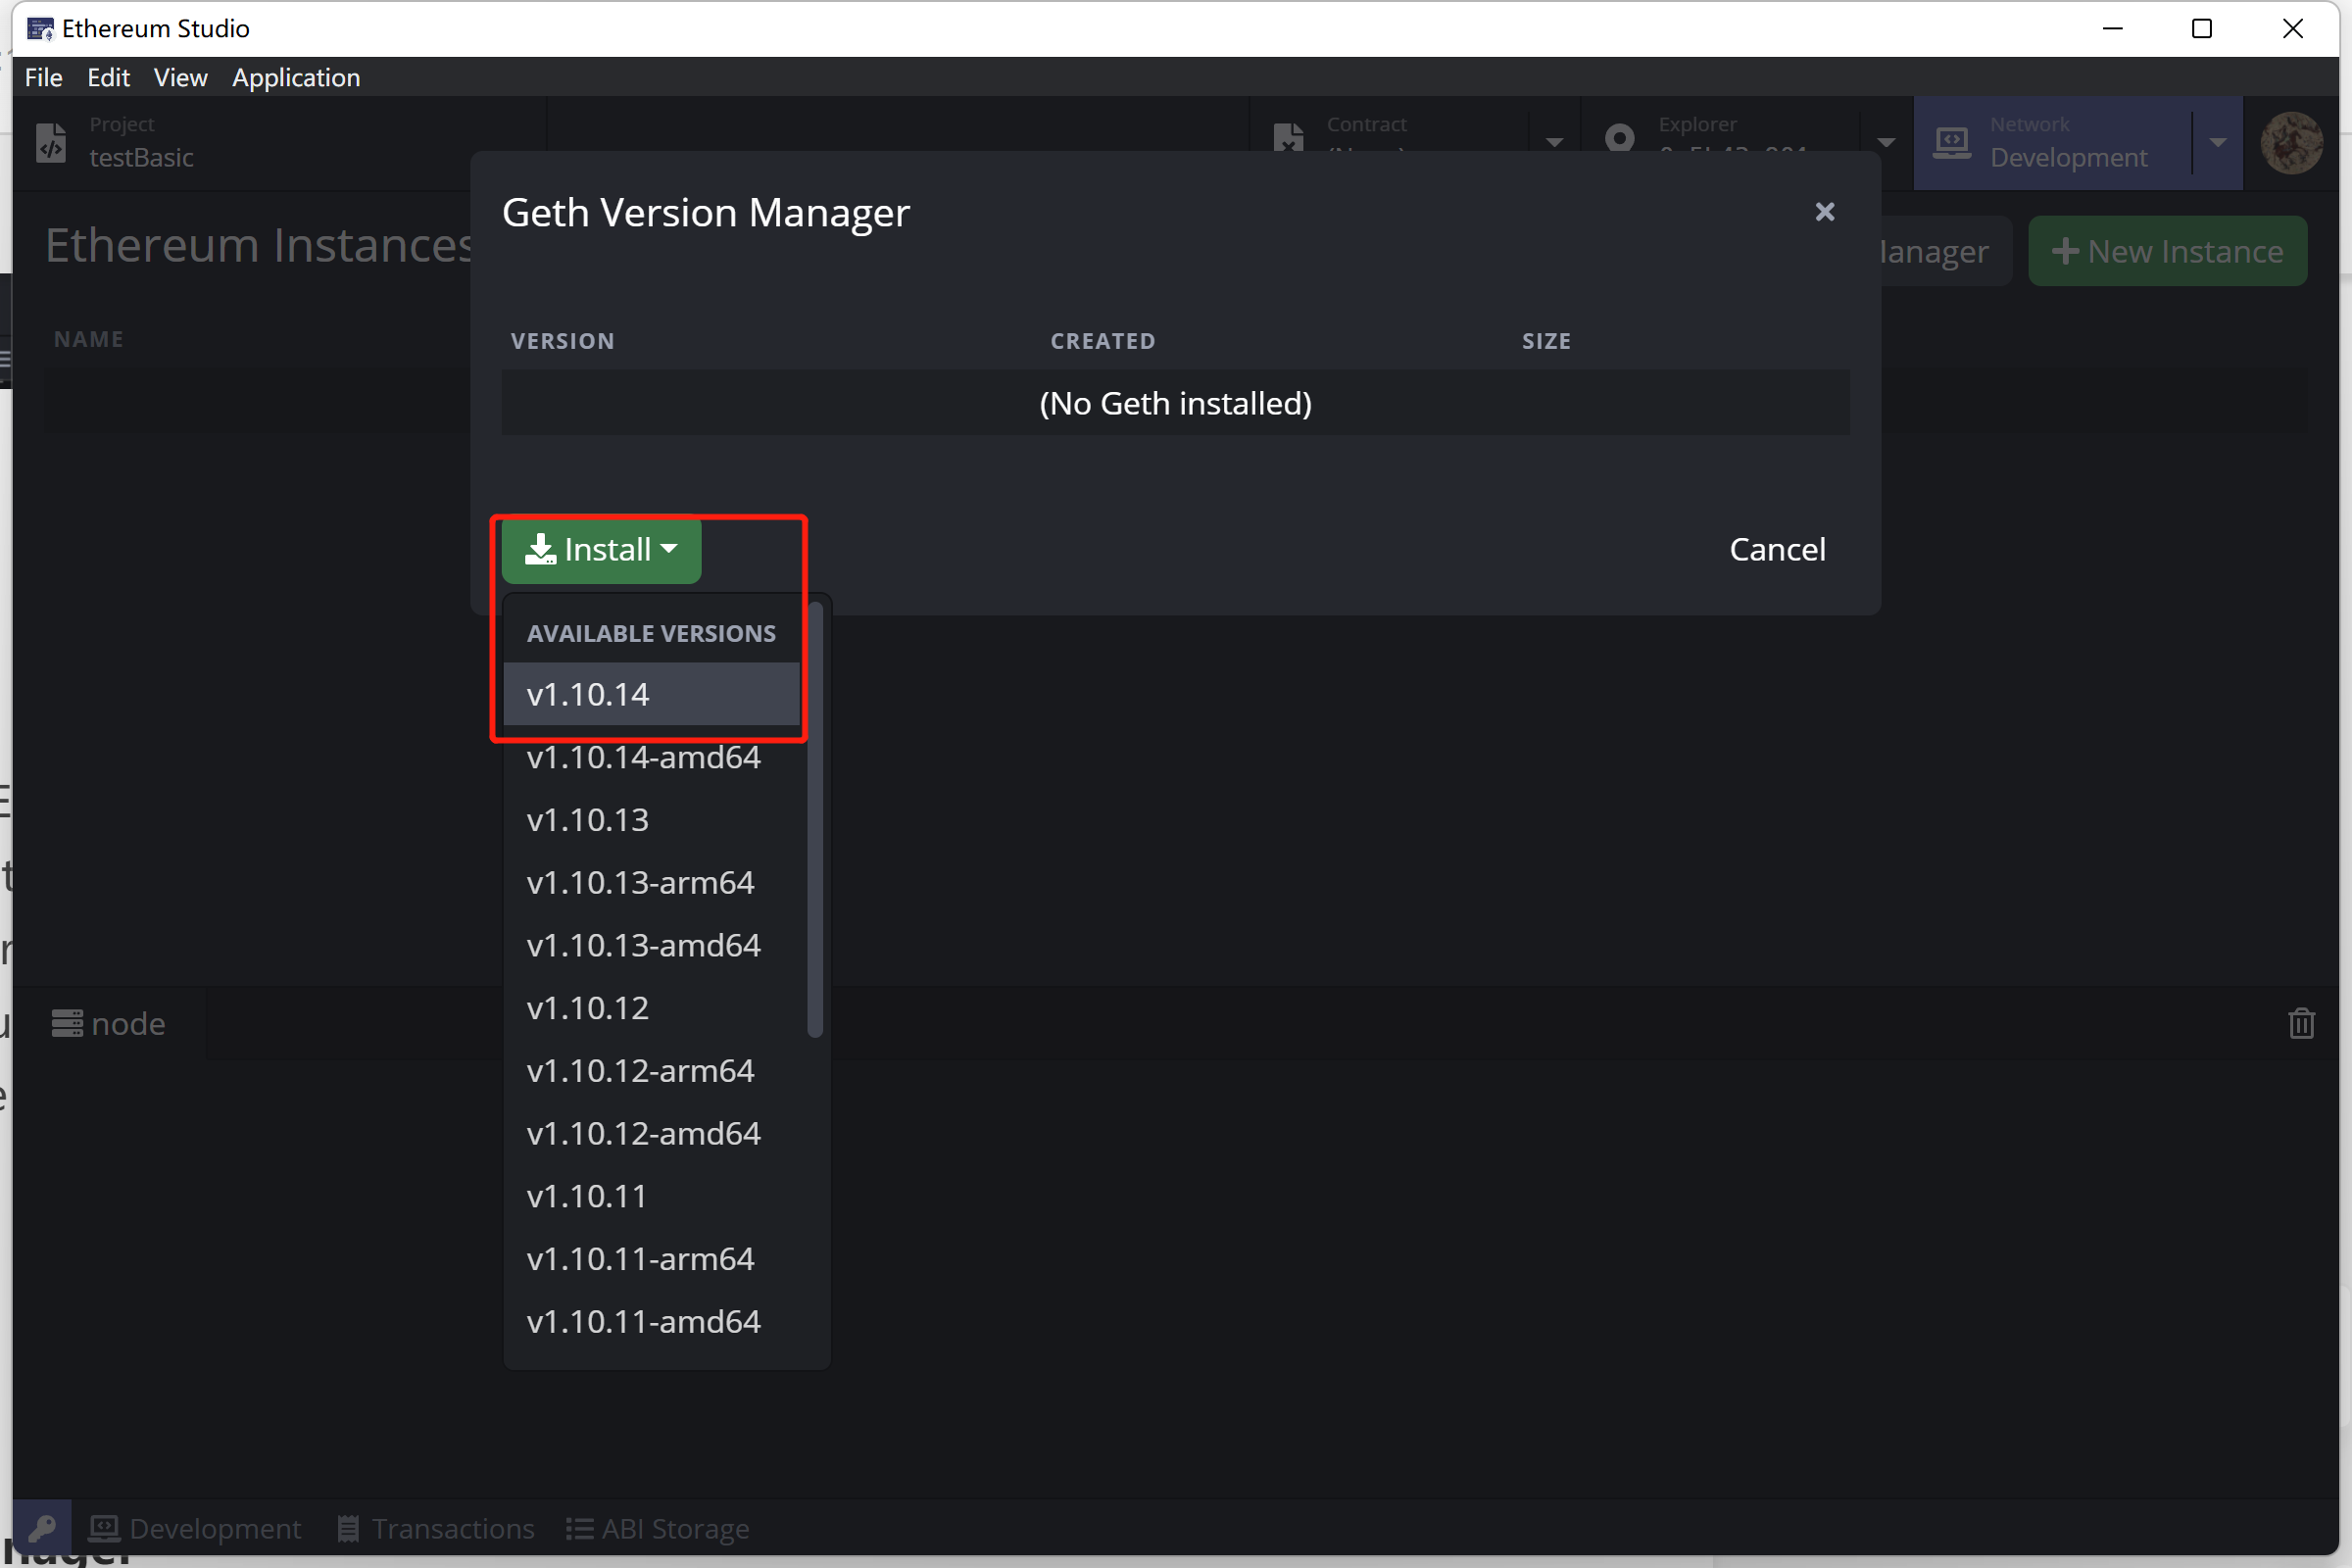 Ethereum Studio
File Edit View Application
Project
testBasic
Contract
Explorer
Network
Development
Geth Version Manager
Ethereum Instances
New Instance
NAME
VERSION CREATED SIZE
(No Geth installed)
Install
Cancel
AVAILABLE VERSIONS
v1.10.14
v1.10.14-amd64
v1.10.13
v1.10.13-arm64
v1.10.13-amd64
v1.10.12
v1.10.12-arm64
v1.10.12-amd64
v1.10.11
v1.10.11-arm64
v1.10.11-amd64
node
Development Transactions ABI Storage